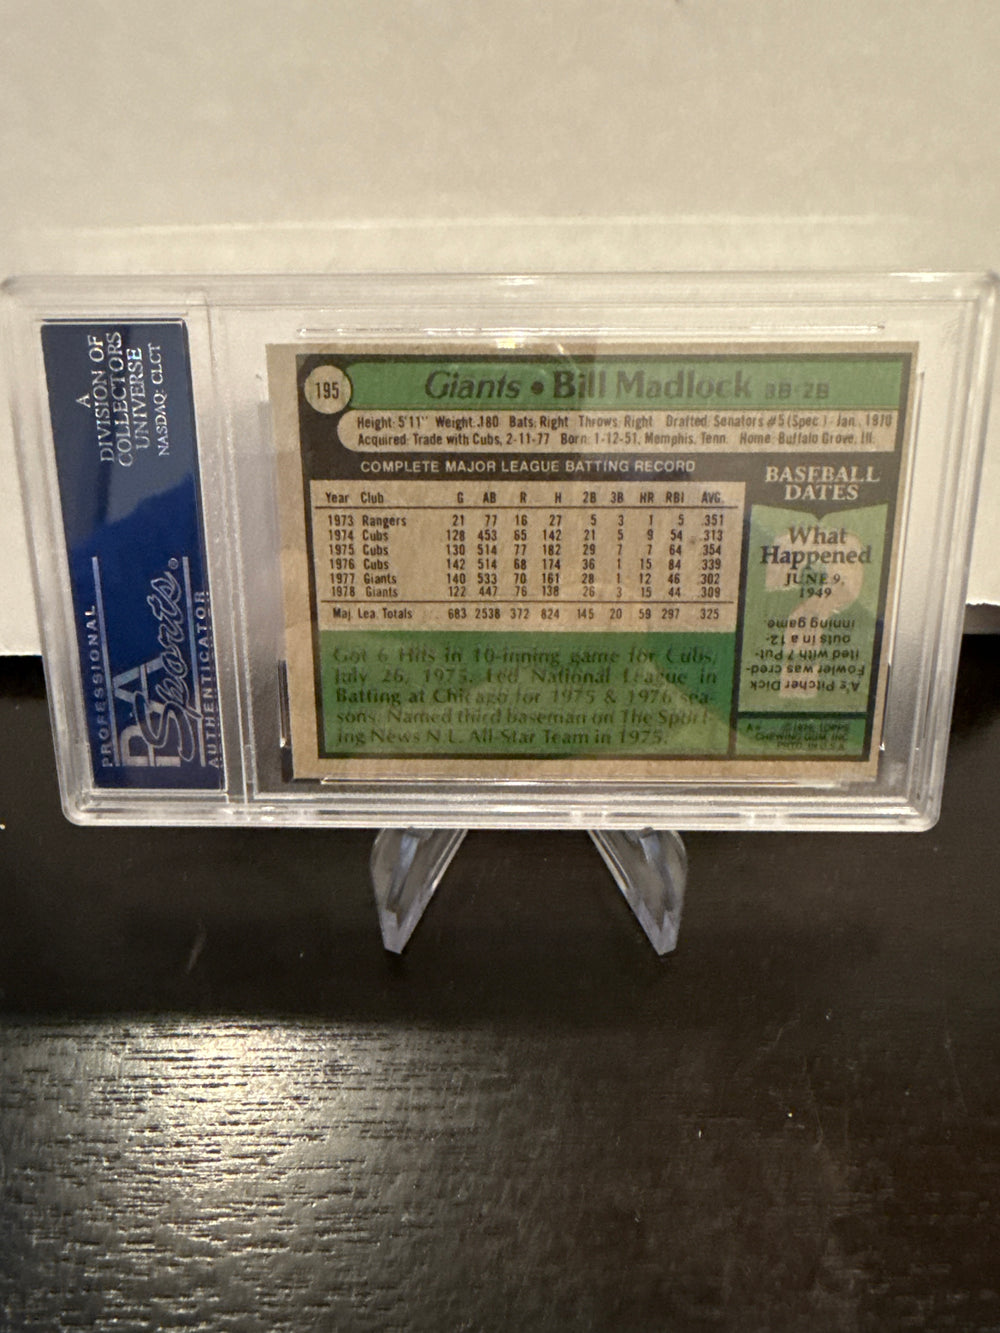 A
DIVISION OF
COLLECTORS
UNIVERSE
NASDAQ: CLCT
PROFESSIONAL
PSA
Sports®
AUTHENTICATOR
195
Giants • Bill Madlock 3B-2B
Height: 5'11" Weight: 180 Bats: Right Throws: Right Drafted: Senators #5 (Spec.) Jan. 1970
Acquired: Trade with Cubs, 2-11-77 Born: 1-12-51, Memphis, Tenn. Home: Buffalo Grove, Ill.
COMPLETE MAJOR LEAGUE BATTING RECORD
Year Club G AB R H 2B 3B HR RBI AVG.
1973 Rangers 21 77 16 27 5 3 1 5 .351
1974 Cubs 128 453 65 142 21 5 9 54 .313
1975 Cubs 130 514 77 182 29 7 7 64 .354
1976 Cubs 142 514 68 174 36 1 15 84 .339
1977 Giants 140 533 70 161 28 1 12 46 .302
1978 Giants 122 447 76 138 26 3 15 44 .309
Maj. Lea. Totals 683 2538 372 824 145 20 59 297 .325
Got 6 Hits in 10-inning game for Cubs,
July 26, 1975. Led National League in
Batting at Chicago for 1975 & 1976 sea-
sons. Named third baseman on The Sport-
ing News N.L. All-Star Team in 1975.
BASEBALL
DATES
What
Happened
JUNE 9,
1949
A's Pitcher Dick
Fowler was cred-
ited with 7 Put-
outs in a 12-
inning game.
TOPPS
CHEWING GUM, INC.
PRTD. IN U.S.A.